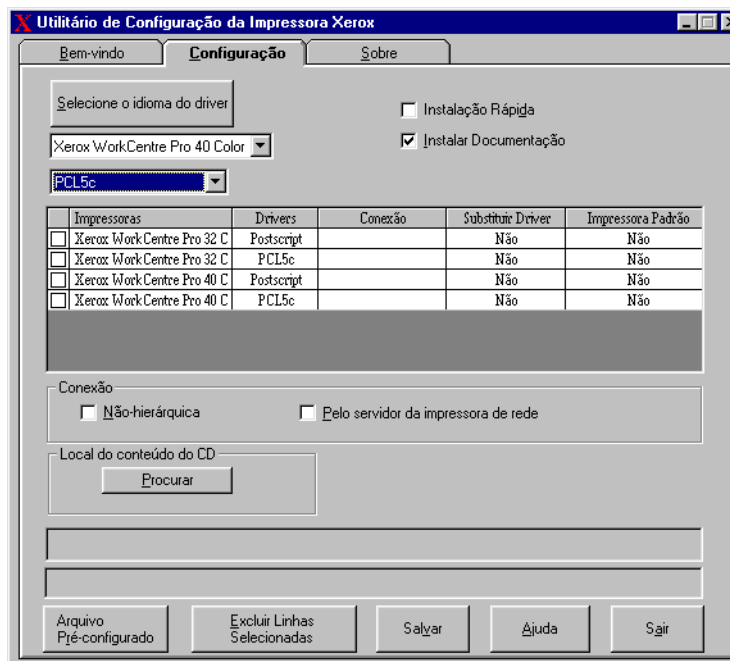 Utilitário de Configuração da Impressora Xerox
Bem-vindo Configuração Sobre
Selecione o idioma do driver
Instalação Rápida
Xerox WorkCentre Pro 40 Color
Instalar Documentação
PCL5c
Impressoras Drivers Conexão Substituir Driver Impressora Padrão
Xerox WorkCentre Pro 32 C Postscript Não Não
Xerox WorkCentre Pro 32 C PCL5c Não Não
Xerox WorkCentre Pro 40 C Postscript Não Não
Xerox WorkCentre Pro 40 C PCL5c Não Não
Conexão
Não-hierárquica Pelo servidor da impressora de rede
Local do conteúdo do CD
Procurar
Arquivo
Pré-configurado
Excluir Linhas
Selecionadas
Salvar
Ajuda
Sair